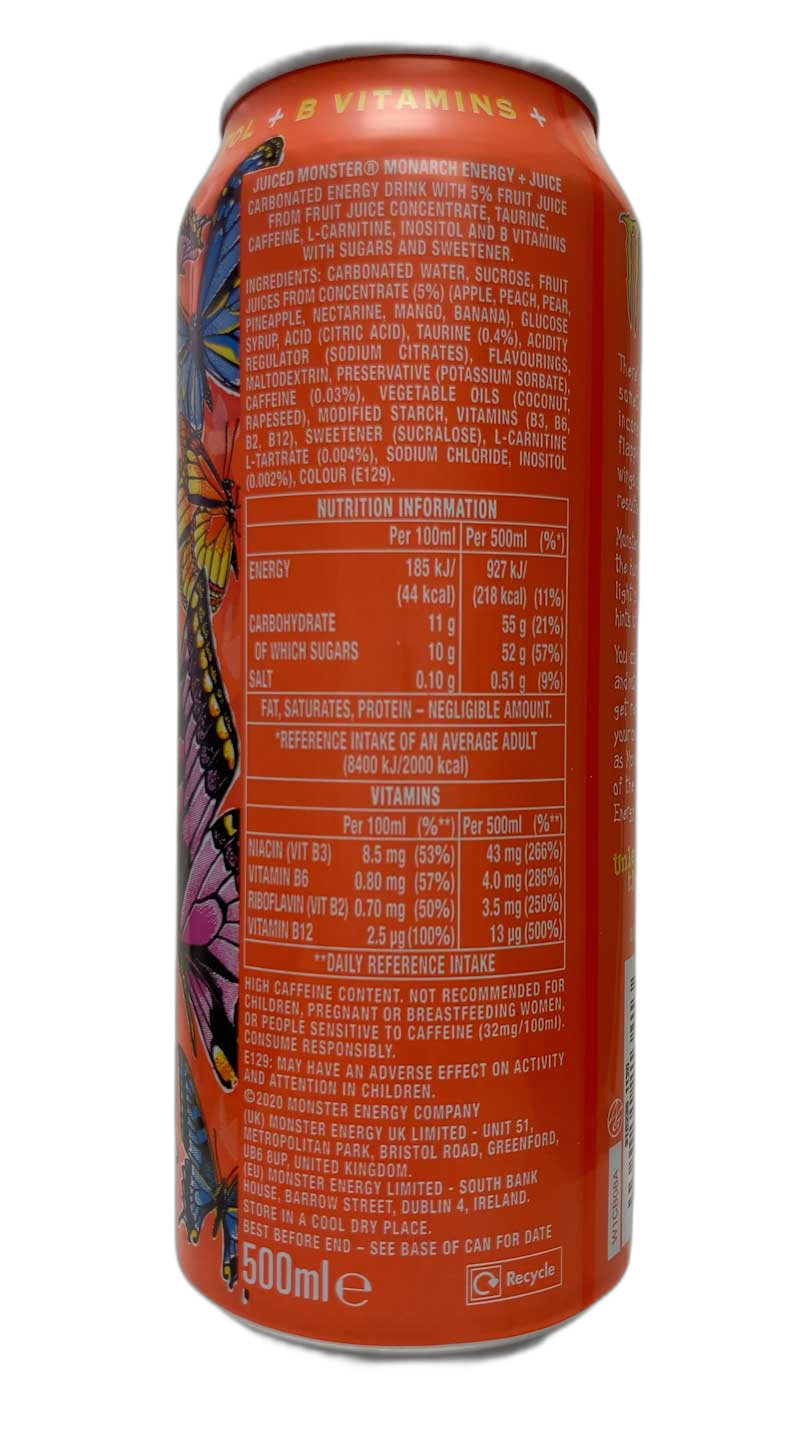 + B VITAMINS +
JUICED MONSTER® MONARCH ENERGY + JUICE
CARBONATED ENERGY DRINK WITH 5% FRUIT JUICE
FROM FRUIT JUICE CONCENTRATE, TAURINE,
CAFFEINE, L-CARNITINE, INOSITOL AND B VITAMINS
WITH SUGARS AND SWEETENER.
INGREDIENTS: CARBONATED WATER, SUCROSE, FRUIT
JUICES FROM CONCENTRATE (5%) (APPLE, PEACH, PEAR,
PINEAPPLE, NECTARINE, MANGO, BANANA), GLUCOSE
SYRUP, ACID (CITRIC ACID), TAURINE (0.4%), ACIDITY
REGULATOR (SODIUM CITRATES), FLAVOURINGS,
MALTODEXTRIN, PRESERVATIVE (POTASSIUM SORBATE),
CAFFEINE (0.03%), VEGETABLE OILS (COCONUT,
RAPESEED), MODIFIED STARCH, VITAMINS (B3, B6,
B2, B12), SWEETENER (SUCRALOSE), L-CARNITINE
L-TARTRATE (0.004%), SODIUM CHLORIDE, INOSITOL
(0.002%), COLOUR (E129).
NUTRITION INFORMATION
Per 100ml Per 500ml (%*)
ENERGY 185 kJ/ 927 kJ/
(44 kcal) (218 kcal) (11%)
CARBOHYDRATE 11 g 55 g (21%)
OF WHICH SUGARS 10 g 52 g (57%)
SALT 0.10 g 0.51 g (9%)
FAT, SATURATES, PROTEIN – NEGLIGIBLE AMOUNT.
*REFERENCE INTAKE OF AN AVERAGE ADULT
(8400 kJ/2000 kcal)
VITAMINS
Per 100ml (%**) Per 500ml (%**)
NIACIN (VIT B3) 8.5 mg (53%) 43 mg (266%)
VITAMIN B6 0.80 mg (57%) 4.0 mg (286%)
RIBOFLAVIN (VIT B2) 0.70 mg (50%) 3.5 mg (250%)
VITAMIN B12 2.5 µg (100%) 13 µg (500%)
**DAILY REFERENCE INTAKE
HIGH CAFFEINE CONTENT. NOT RECOMMENDED FOR
CHILDREN, PREGNANT OR BREASTFEEDING WOMEN,
OR PEOPLE SENSITIVE TO CAFFEINE (32mg/100ml).
CONSUME RESPONSIBLY.
E129: MAY HAVE AN ADVERSE EFFECT ON ACTIVITY
AND ATTENTION IN CHILDREN.
©2020 MONSTER ENERGY COMPANY
(UK) MONSTER ENERGY UK LIMITED - UNIT 51,
METROPOLITAN PARK, BRISTOL ROAD, GREENFORD,
UB6 8UP, UNITED KINGDOM.
(EU) MONSTER ENERGY LIMITED - SOUTH BANK
HOUSE, BARROW STREET, DUBLIN 4, IRELAND.
STORE IN A COOL DRY PLACE.
BEST BEFORE END – SEE BASE OF CAN FOR DATE
500ml e
Recycle